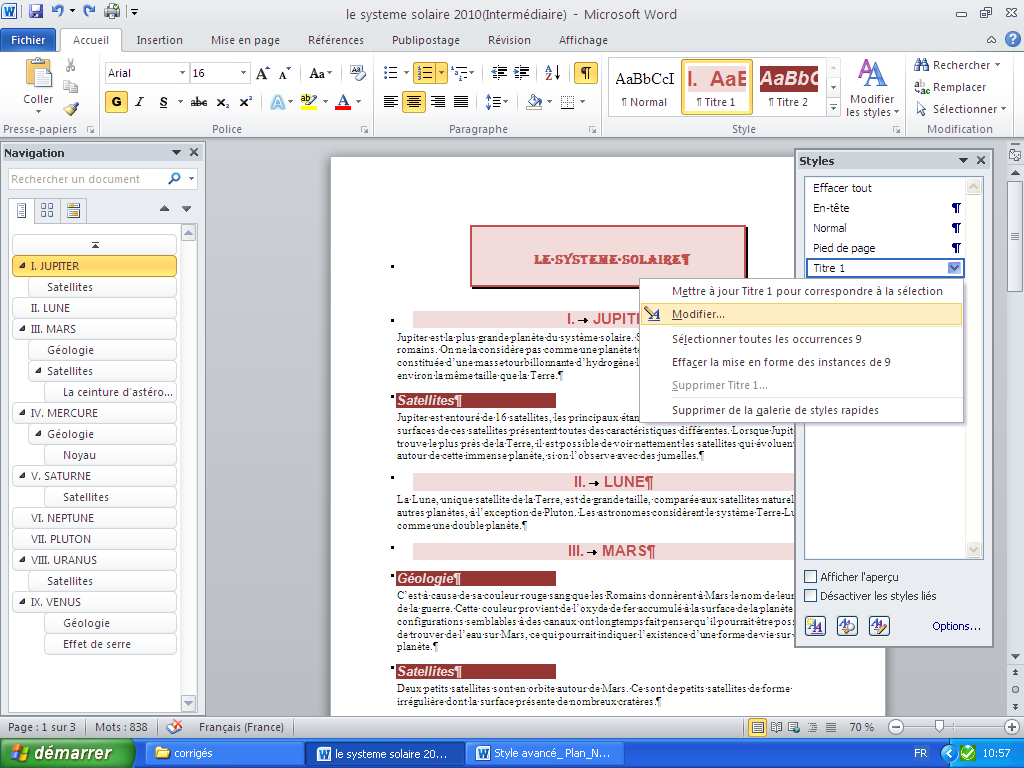 le systeme solaire 2010(Intermédiaire) - Microsoft Word
Fichier Accueil Insertion Mise en page Références Publipostage Révision Affichage
Coller
Presse-papiers
Arial 16
G I S abc x₂ x² A ab A
A A Aa
Police
Paragraphe
AaBbCcI I. AaE AaBbC
¶ Normal ¶ Titre 1 ¶ Titre 2
Modifier
les styles
Style
Rechercher
Remplacer
Sélectionner
Modification
Navigation
Rechercher un document
I. JUPITER
Satellites
II. LUNE
III. MARS
Géologie
Satellites
La ceinture d'astéro...
IV. MERCURE
Géologie
Noyau
V. SATURNE
Satellites
VI. NEPTUNE
VII. PLUTON
VIII. URANUS
Satellites
IX. VENUS
Géologie
Effet de serre
LE·SYSTEME·SOLAIRE¶
I.→JUPITE
Jupiter·est·la·plus·grande·planète·du·système·solaire.·S
romains.·On·ne·la·considère·pas·comme·une·planète·t
constituée·d'une·masse·tourbillonnante·d'hydrogène·l
environ·la·même·taille·que·la·Terre.¶
Satellites¶
Jupiter·est·entouré·de·16·satellites,·les·principaux·étan
surfaces·de·ces·satellites·présentent·toutes·des·caractéristiques·différentes.·Lorsque·Jupite
trouve·le·plus·près·de·la·Terre,·il·est·possible·de·voir·nettement·les·satellites·qui·évoluen
autour·de·cette·immense·planète,·si·on·l'observe·avec·des·jumelles.¶
II.→LUNE¶
La·Lune,·unique·satellite·de·la·Terre,·est·de·grande·taille,·comparée·aux·satellites·naturel
autres·planètes,·à·l'exception·de·Pluton.·Les·astronomes·considèrent·le·système·Terre-Lu
comme·une·double·planète.¶
III.→MARS¶
Géologie¶
C'est·à·cause·de·sa·couleur·rouge·sang·que·les·Romains·donnèrent·à·Mars·le·nom·de·leur
de·la·guerre.·Cette·couleur·provient·de·l'oxyde·de·fer·accumulé·à·la·surface·de·la·planète
configurations·semblables·à·des·canaux·ont·longtemps·fait·penser·qu'il·pourrait·être·poss
de·trouver·de·l'eau·sur·Mars,·ce·qui·pourrait·indiquer·l'existence·d'une·forme·de·vie·sur·
planète.¶
Satellites¶
Deux·petits·satellites·sont·en·orbite·autour·de·Mars.·Ce·sont·de·petits·satellites·de·forme·
irrégulière·dont·la·surface·présente·de·nombreux·cratères.¶
Styles
Effacer tout
En-tête ¶
Normal ¶
Pied de page ¶
Titre 1
Mettre à jour Titre 1 pour correspondre à la sélection
Modifier...
Sélectionner toutes les occurrences 9
Effacer la mise en forme des instances de 9
Supprimer Titre 1...
Supprimer de la galerie de styles rapides
Afficher l'aperçu
Désactiver les styles liés
Options...
Page : 1 sur 3 Mots : 838 Français (France) 70 %
démarrer corrigés le systeme solaire 20... Style avancé_ Plan_N... FR 10:57